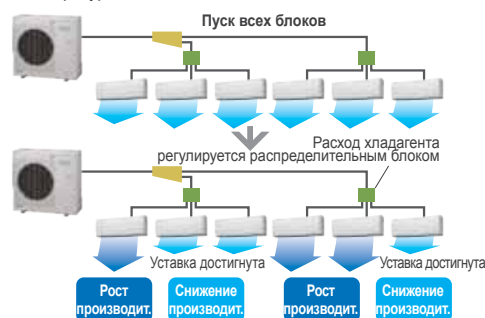 Пуск всех блоков
Расход хладагента
регулируется распределительным блоком
Уставка достигнута
Уставка достигнута
Рост
производит.
Снижение
производит.
Рост
производит.
Снижение
производит.